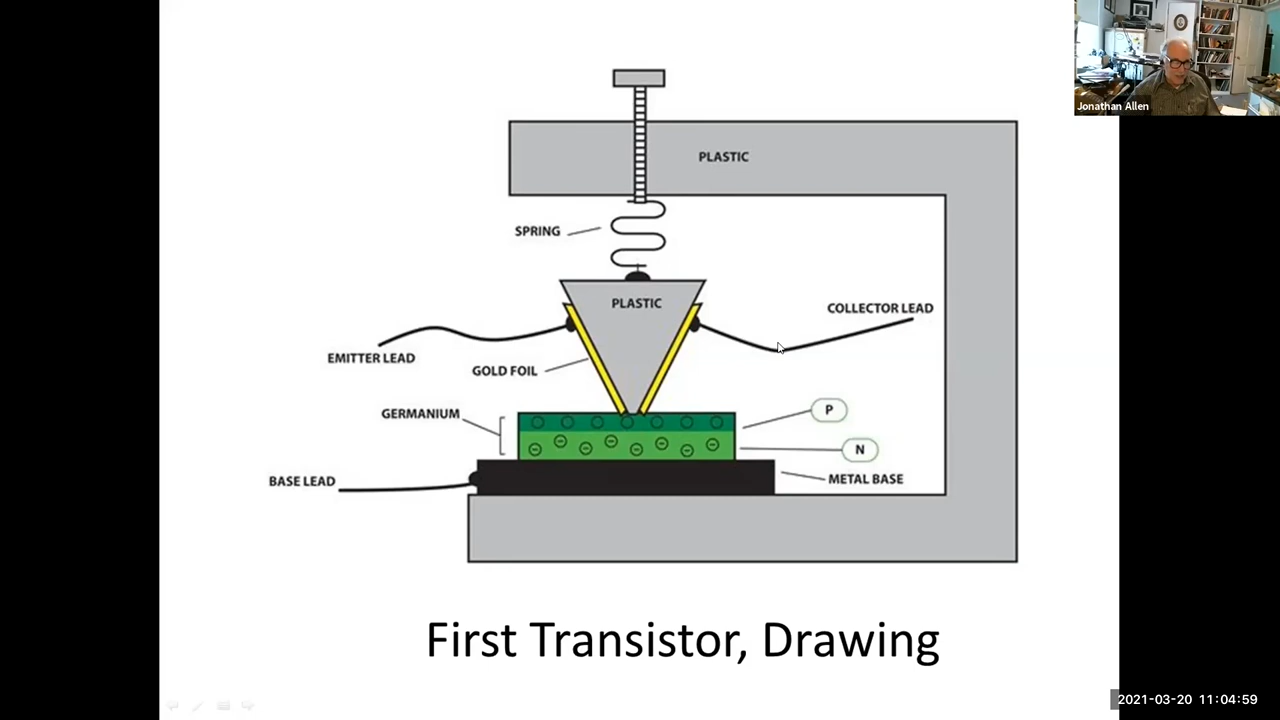 Jonathan Allen
PLASTIC
SPRING
PLASTIC
COLLECTOR LEAD
EMITTER LEAD
GOLD FOIL
GERMANIUM
P
N
BASE LEAD
METAL BASE
First Transistor, Drawing
2021-03-20 11:04:59